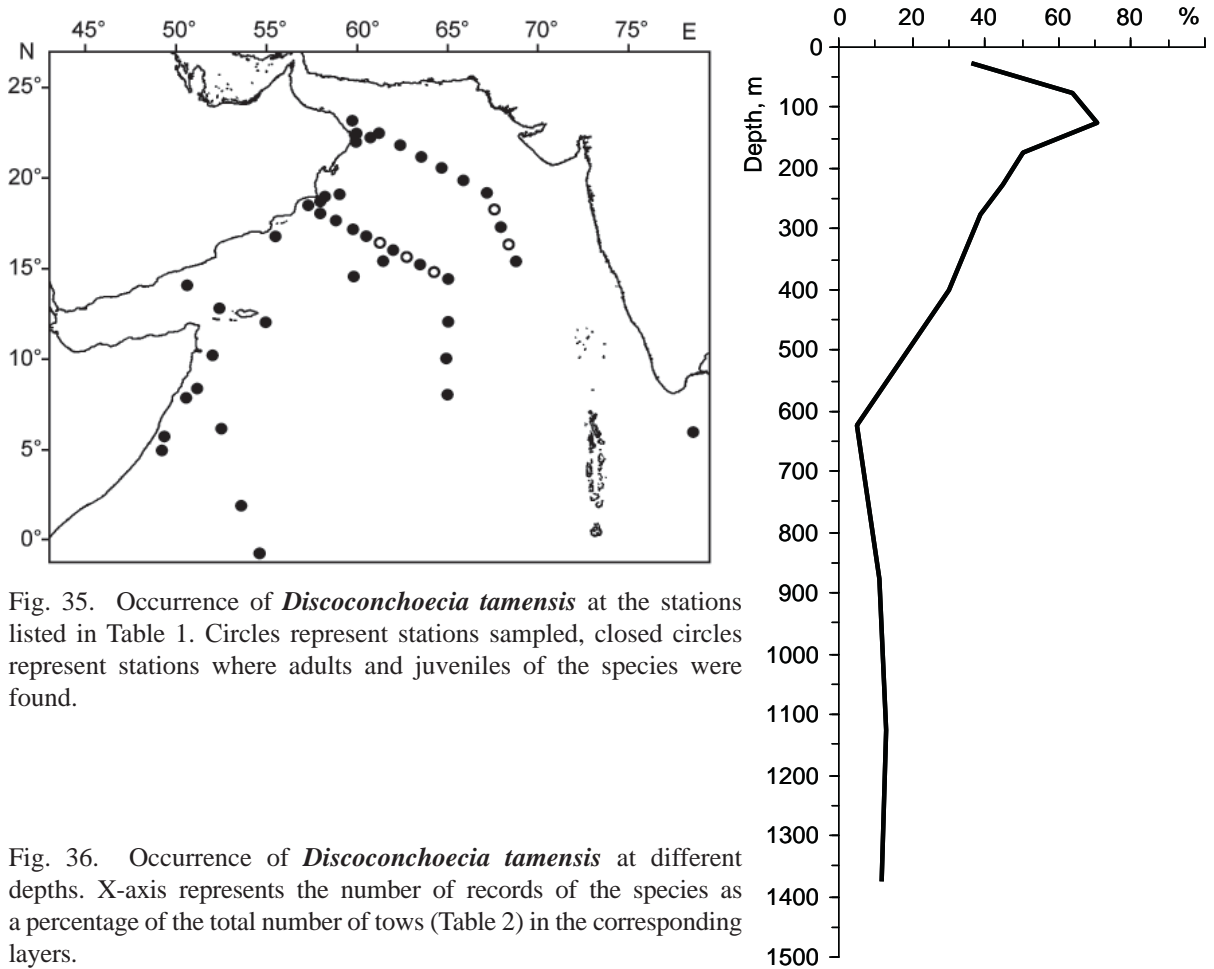 45° 50° 55° 60° 65° 70° 75° E
N
25°
20°
15°
10°
5°
0°
Fig. 35. Occurrence of Discoconchoecia tamensis at the stations
listed in Table 1. Circles represent stations sampled, closed circles
represent stations where adults and juveniles of the species were
found.
Fig. 36. Occurrence of Discoconchoecia tamensis at different
depths. X-axis represents the number of records of the species as
a percentage of the total number of tows (Table 2) in the corresponding
layers.
0 20 40 60 80 %
Depth, m
0
100
200
300
400
500
600
700
800
900
1000
1100
1200
1300
1400
1500